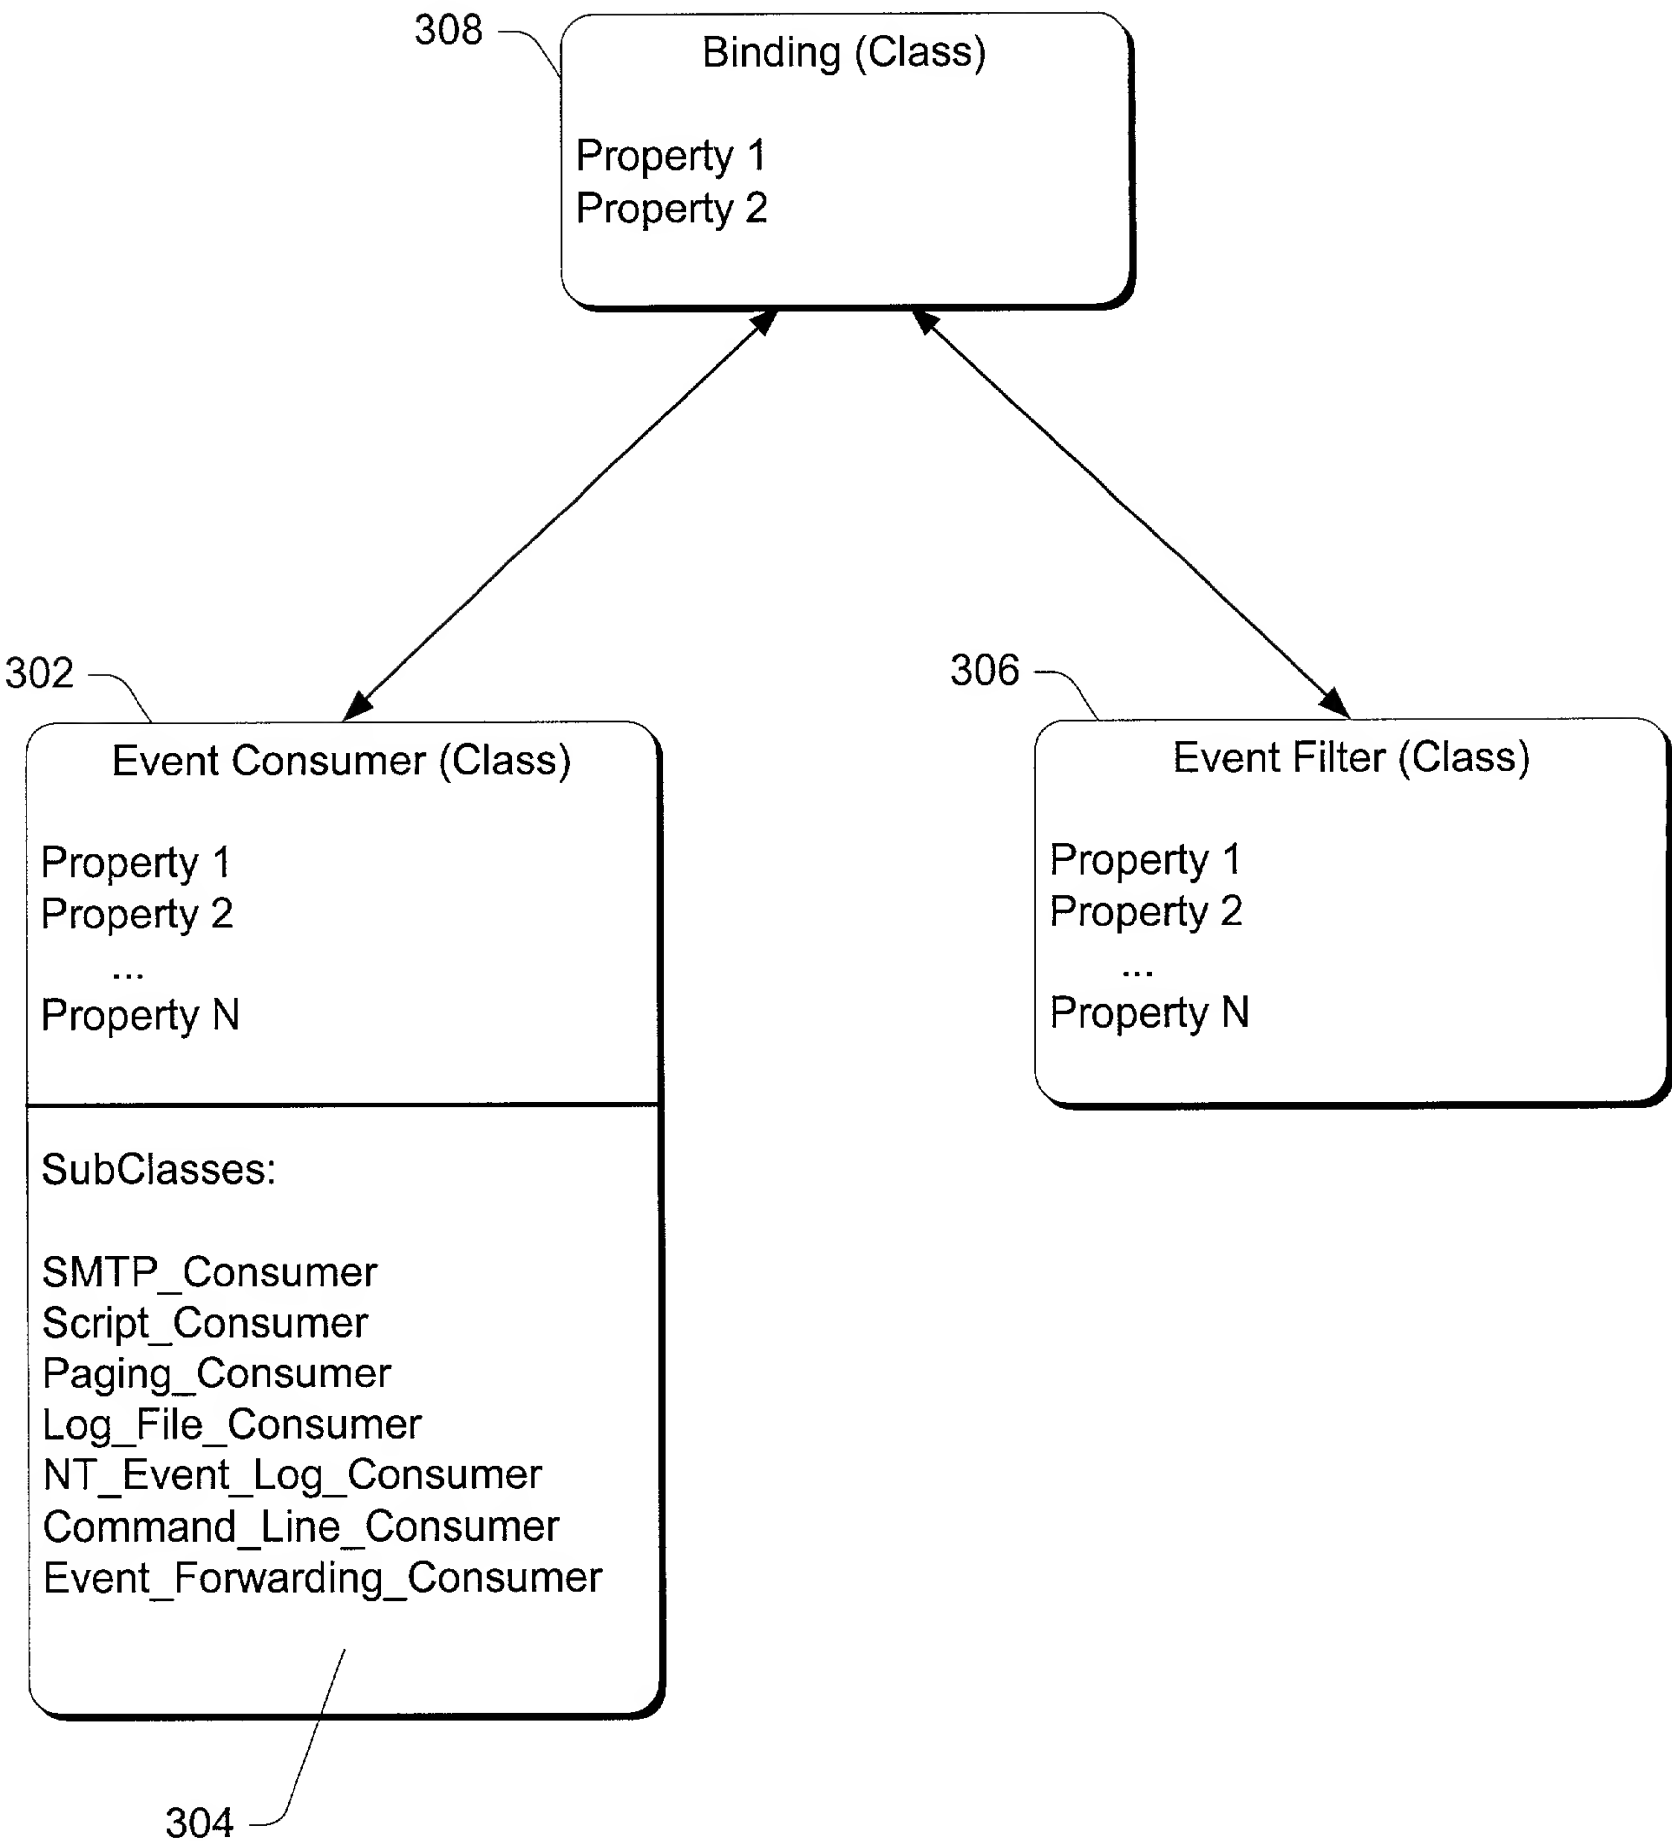 308
Binding (Class)
Property 1
Property 2
302
Event Consumer (Class)
Property 1
Property 2
...
Property N
SubClasses:
SMTP_Consumer
Script_Consumer
Paging_Consumer
Log_File_Consumer
NT_Event_Log_Consumer
Command_Line_Consumer
Event_Forwarding_Consumer
304
306
Event Filter (Class)
Property 1
Property 2
...
Property N